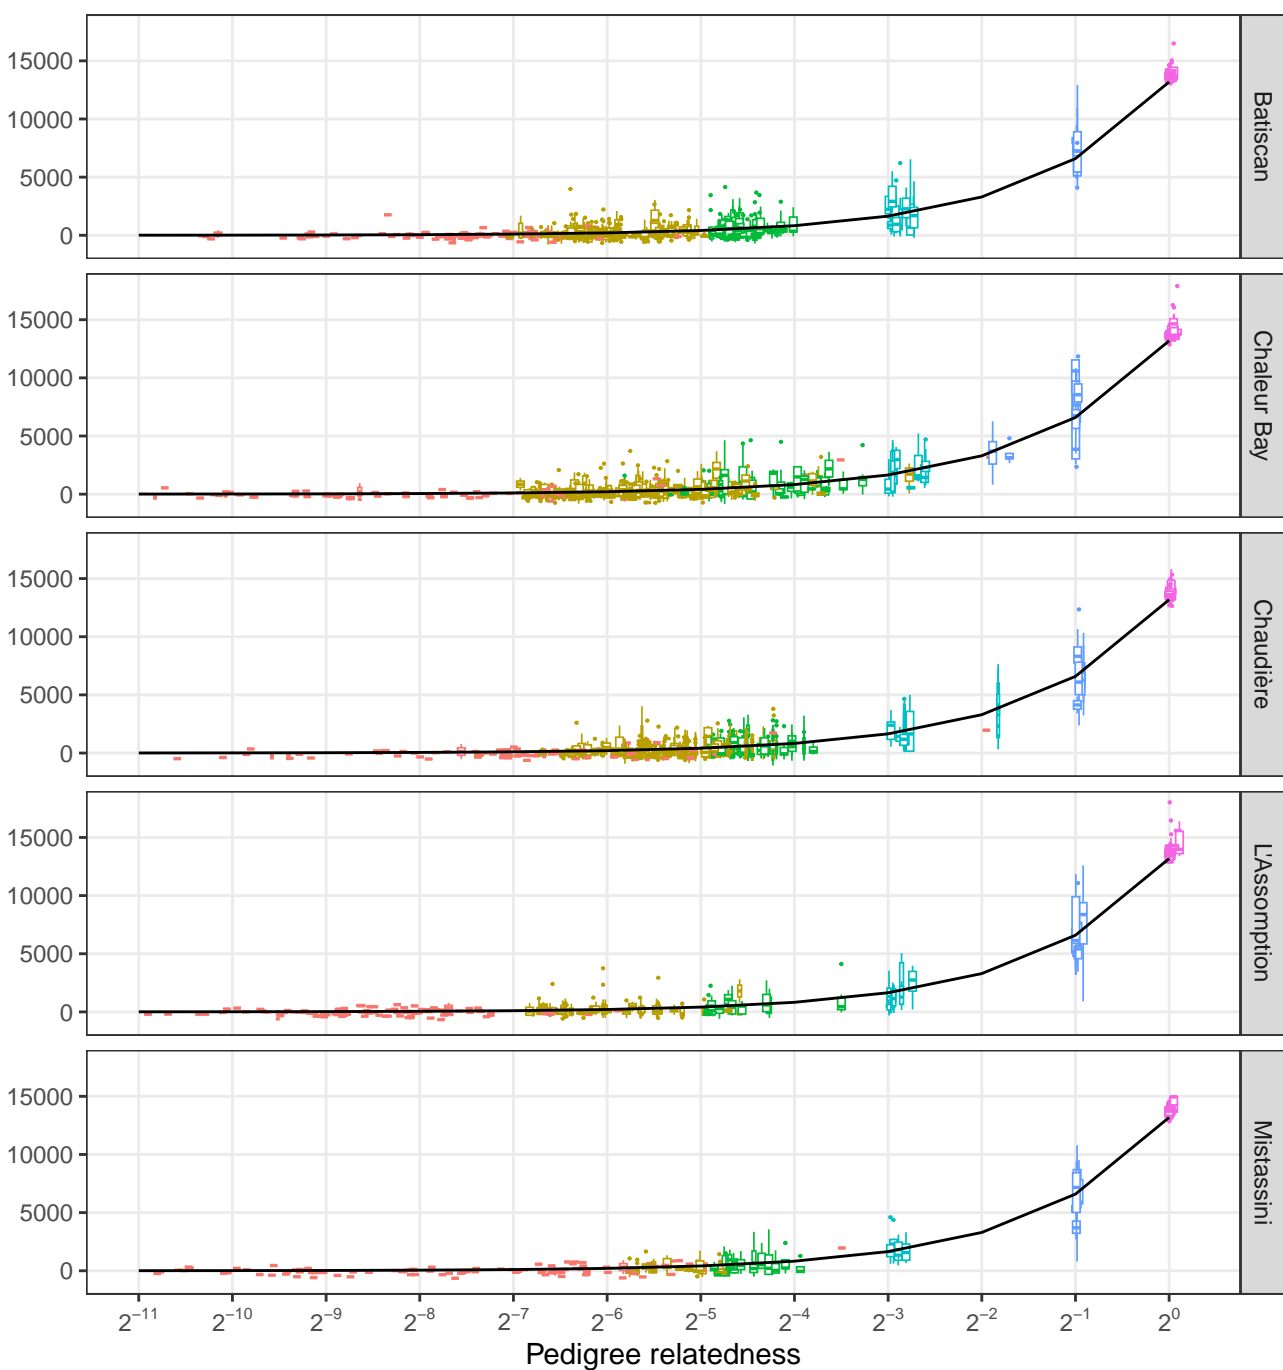 15000
10000
5000
0
Batiscan
15000
10000
5000
0
Chaleur Bay
15000
10000
5000
0
Chaudière
15000
10000
5000
0
L'Assomption
15000
10000
5000
0
Mistassini
2⁻¹¹ 2⁻¹⁰ 2⁻⁹ 2⁻⁸ 2⁻⁷ 2⁻⁶ 2⁻⁵ 2⁻⁴ 2⁻³ 2⁻² 2⁻¹ 2⁰
Pedigree relatedness